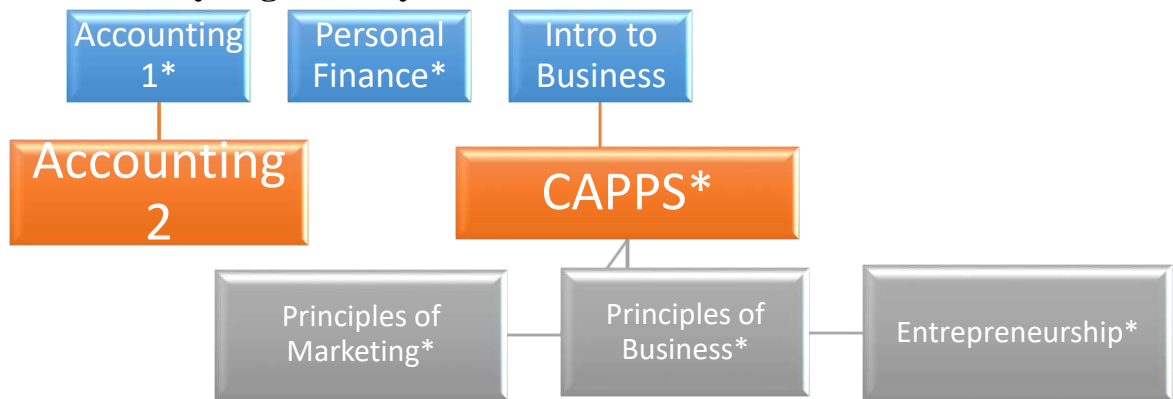 Accounting
1*
Personal
Finance*
Intro to
Business
Accounting
2
CAPPS*
Principles of
Marketing*
Principles of
Business*
Entrepreneurship*